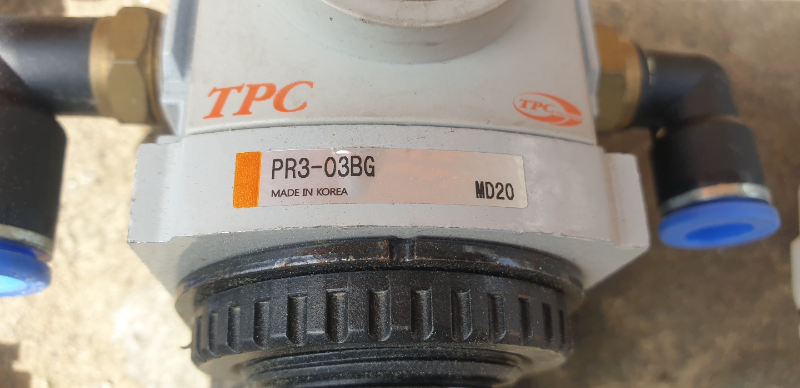 TPC
TPC
PR3-03BG
MADE IN KOREA
MD20